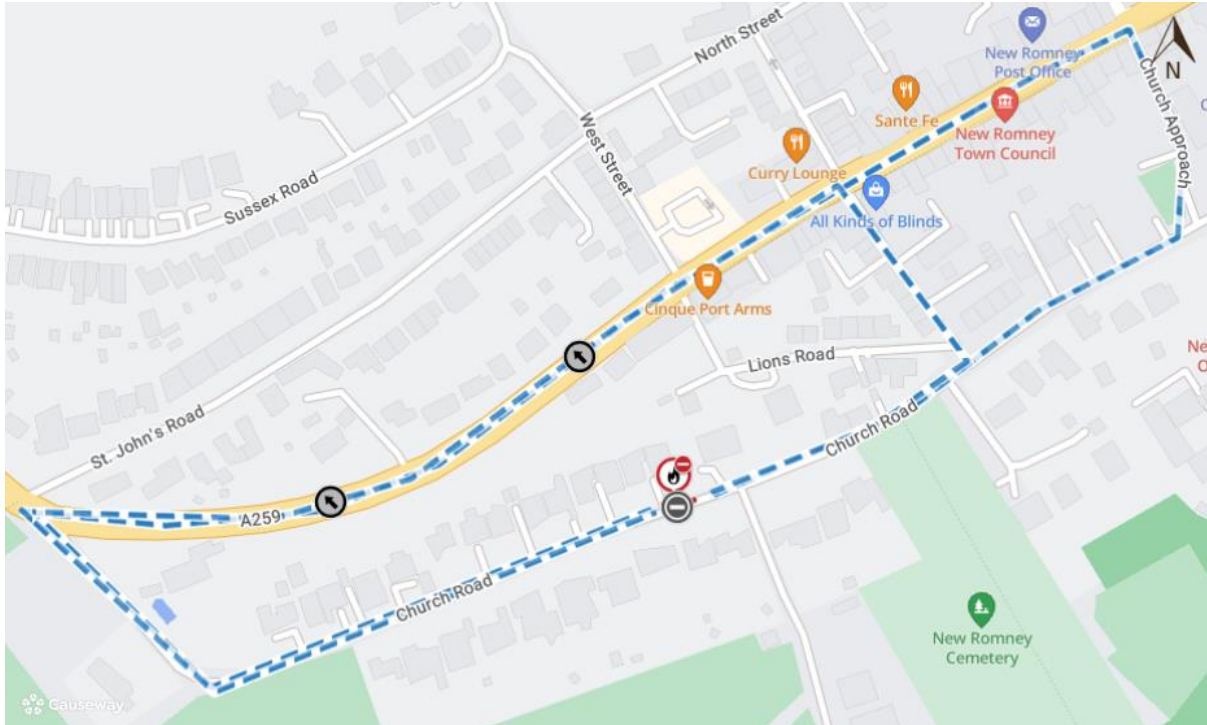 North Street
New Romney
Post Office
N
Church Approach
Sante Fe
New Romney
Town Council
West Street
Curry Lounge
Sussex Road
All Kinds of Blinds
Cinque Port Arms
Lions Road
Ne
O
St. John's Road
Church Road
A259
Church Road
New Romney
Cemetery
Causeway